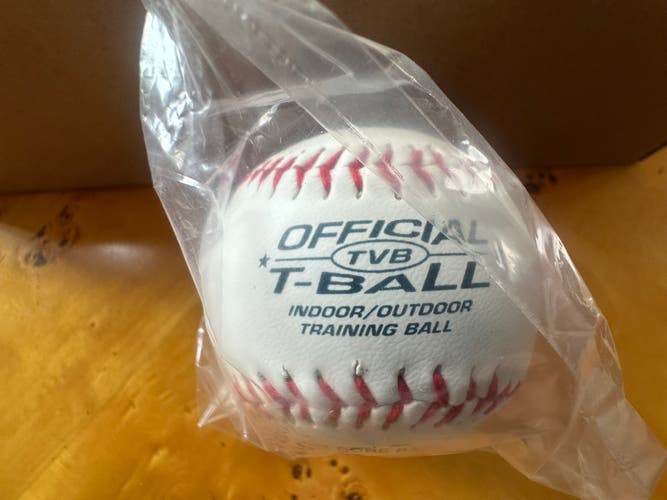 OFFICIAL
TVB
T-BALL
INDOOR/OUTDOOR
TRAINING BALL